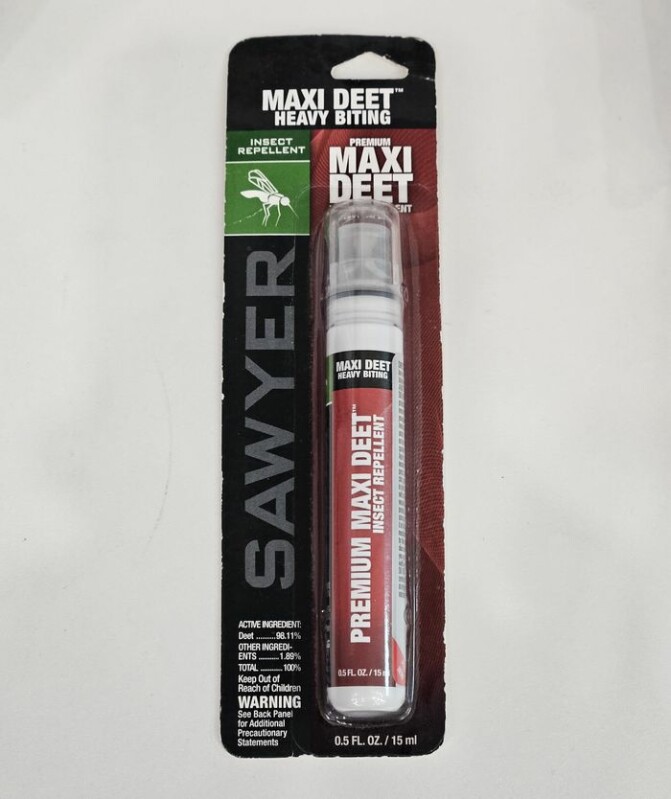 MAXI DEET™
HEAVY BITING
INSECT
REPELLENT
PREMIUM
MAXI
DEET
SAWYER
MAXI DEET
HEAVY BITING
PREMIUM MAXI DEET™
INSECT REPELLENT
0.5 FL. OZ. / 15 ml
ACTIVE INGREDIENT:
Deet ..........98.11%
OTHER INGREDI-
ENTS ...........1.89%
TOTAL ...........100%
Keep Out of
Reach of Children
WARNING
See Back Panel
for Additional
Precautionary
Statements
0.5 FL. OZ. / 15 ml